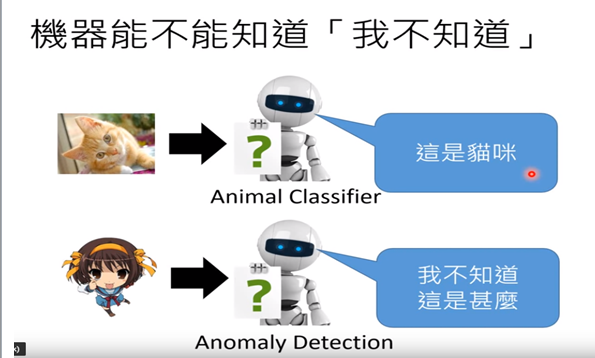 機器能不能知道「我不知道」
?
這是貓咪
Animal Classifier
?
我不知道
這是甚麼
Anomaly Detection